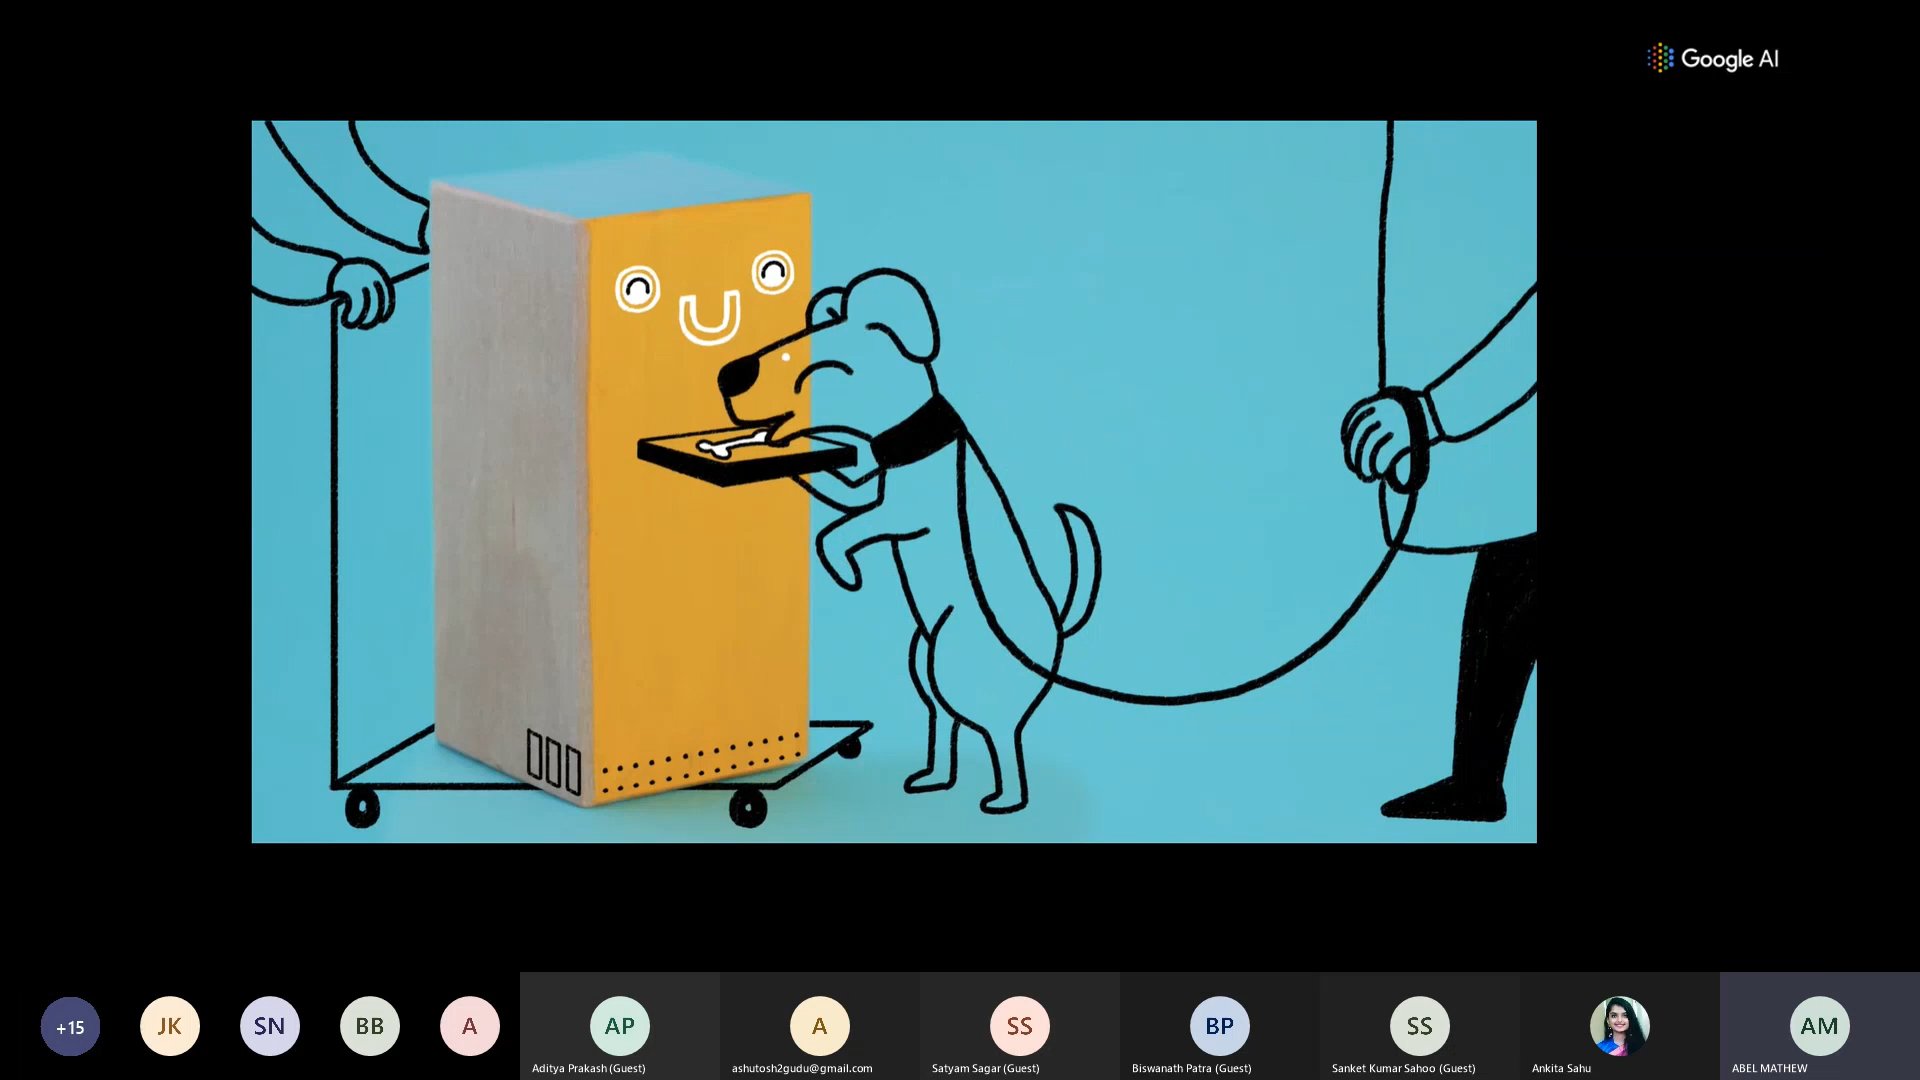 Google AI
+15
JK
SN
BB
A
AP
A
SS
BP
SS
AM
Aditya Prakash (Guest)
ashutosh2gudu@gmail.com
Satyam Sagar (Guest)
Biswanath Patra (Guest)
Sanket Kumar Sahoo (Guest)
Ankita Sahu
ABEL MATHEW